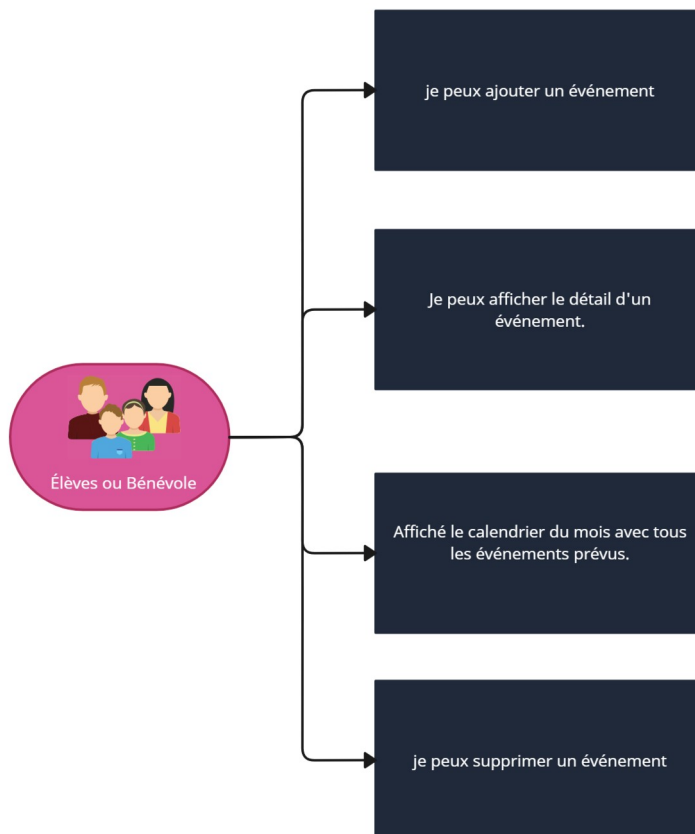 je peux ajouter un événement
Je peux afficher le détail d'un
événement.
Élèves ou Bénévole
Affiché le calendrier du mois avec tous
les événements prévus.
je peux supprimer un événement